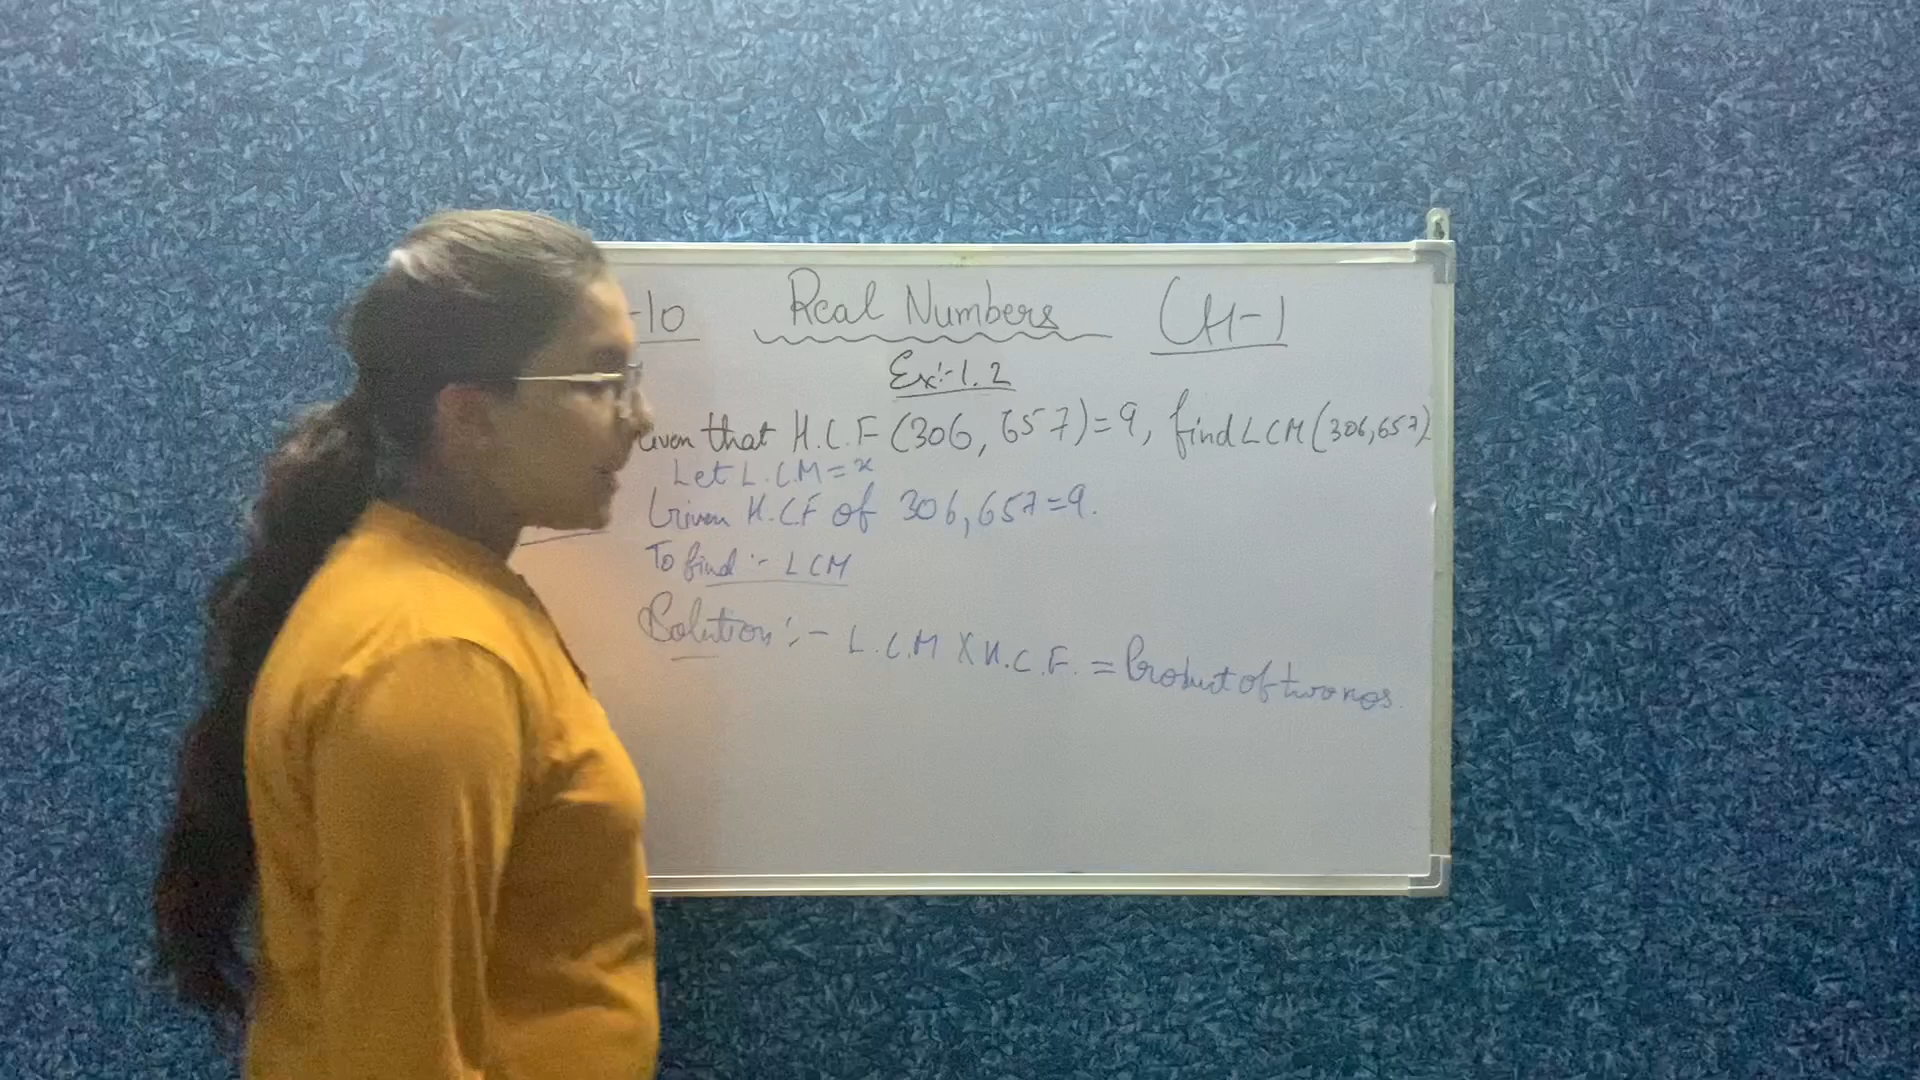 -10 Real Numbers CH-1
Ex:-1.2
iven that H.C.F (306, 657)=9, find LCM (306,657)
Let L.C.M = x
Given H.C.F of 306, 657=9.
To find :- LCM
Solution :- L.C.M X H.C.F. = Product of two nos.